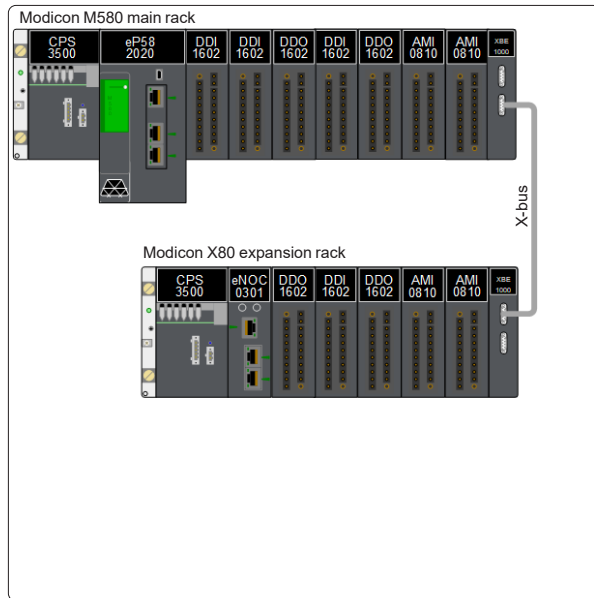 Modicon M580 main rack
CPS eP58 DDI DDI DDO DDI DDO AMI AMI XBE
3500 2020 1602 1602 1602 1602 1602 0810 0810 1000
X-bus
Modicon X80 expansion rack
CPS eNOC DDO DDI DDO AMI AMI XBE
3500 0301 1602 1602 1602 0810 0810 1000